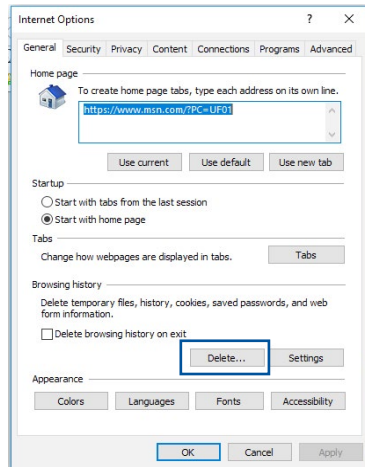 Internet Options ? X
General Security Privacy Content Connections Programs Advanced
Home page
To create home page tabs, type each address on its own line.
https://www.msn.com/?PC=UF01
Use current Use default Use new tab
Startup
Start with tabs from the last session
Start with home page
Tabs
Change how webpages are displayed in tabs. Tabs
Browsing history
Delete temporary files, history, cookies, saved passwords, and web
form information.
Delete browsing history on exit
Delete... Settings
Appearance
Colors Languages Fonts Accessibility
OK Cancel Apply